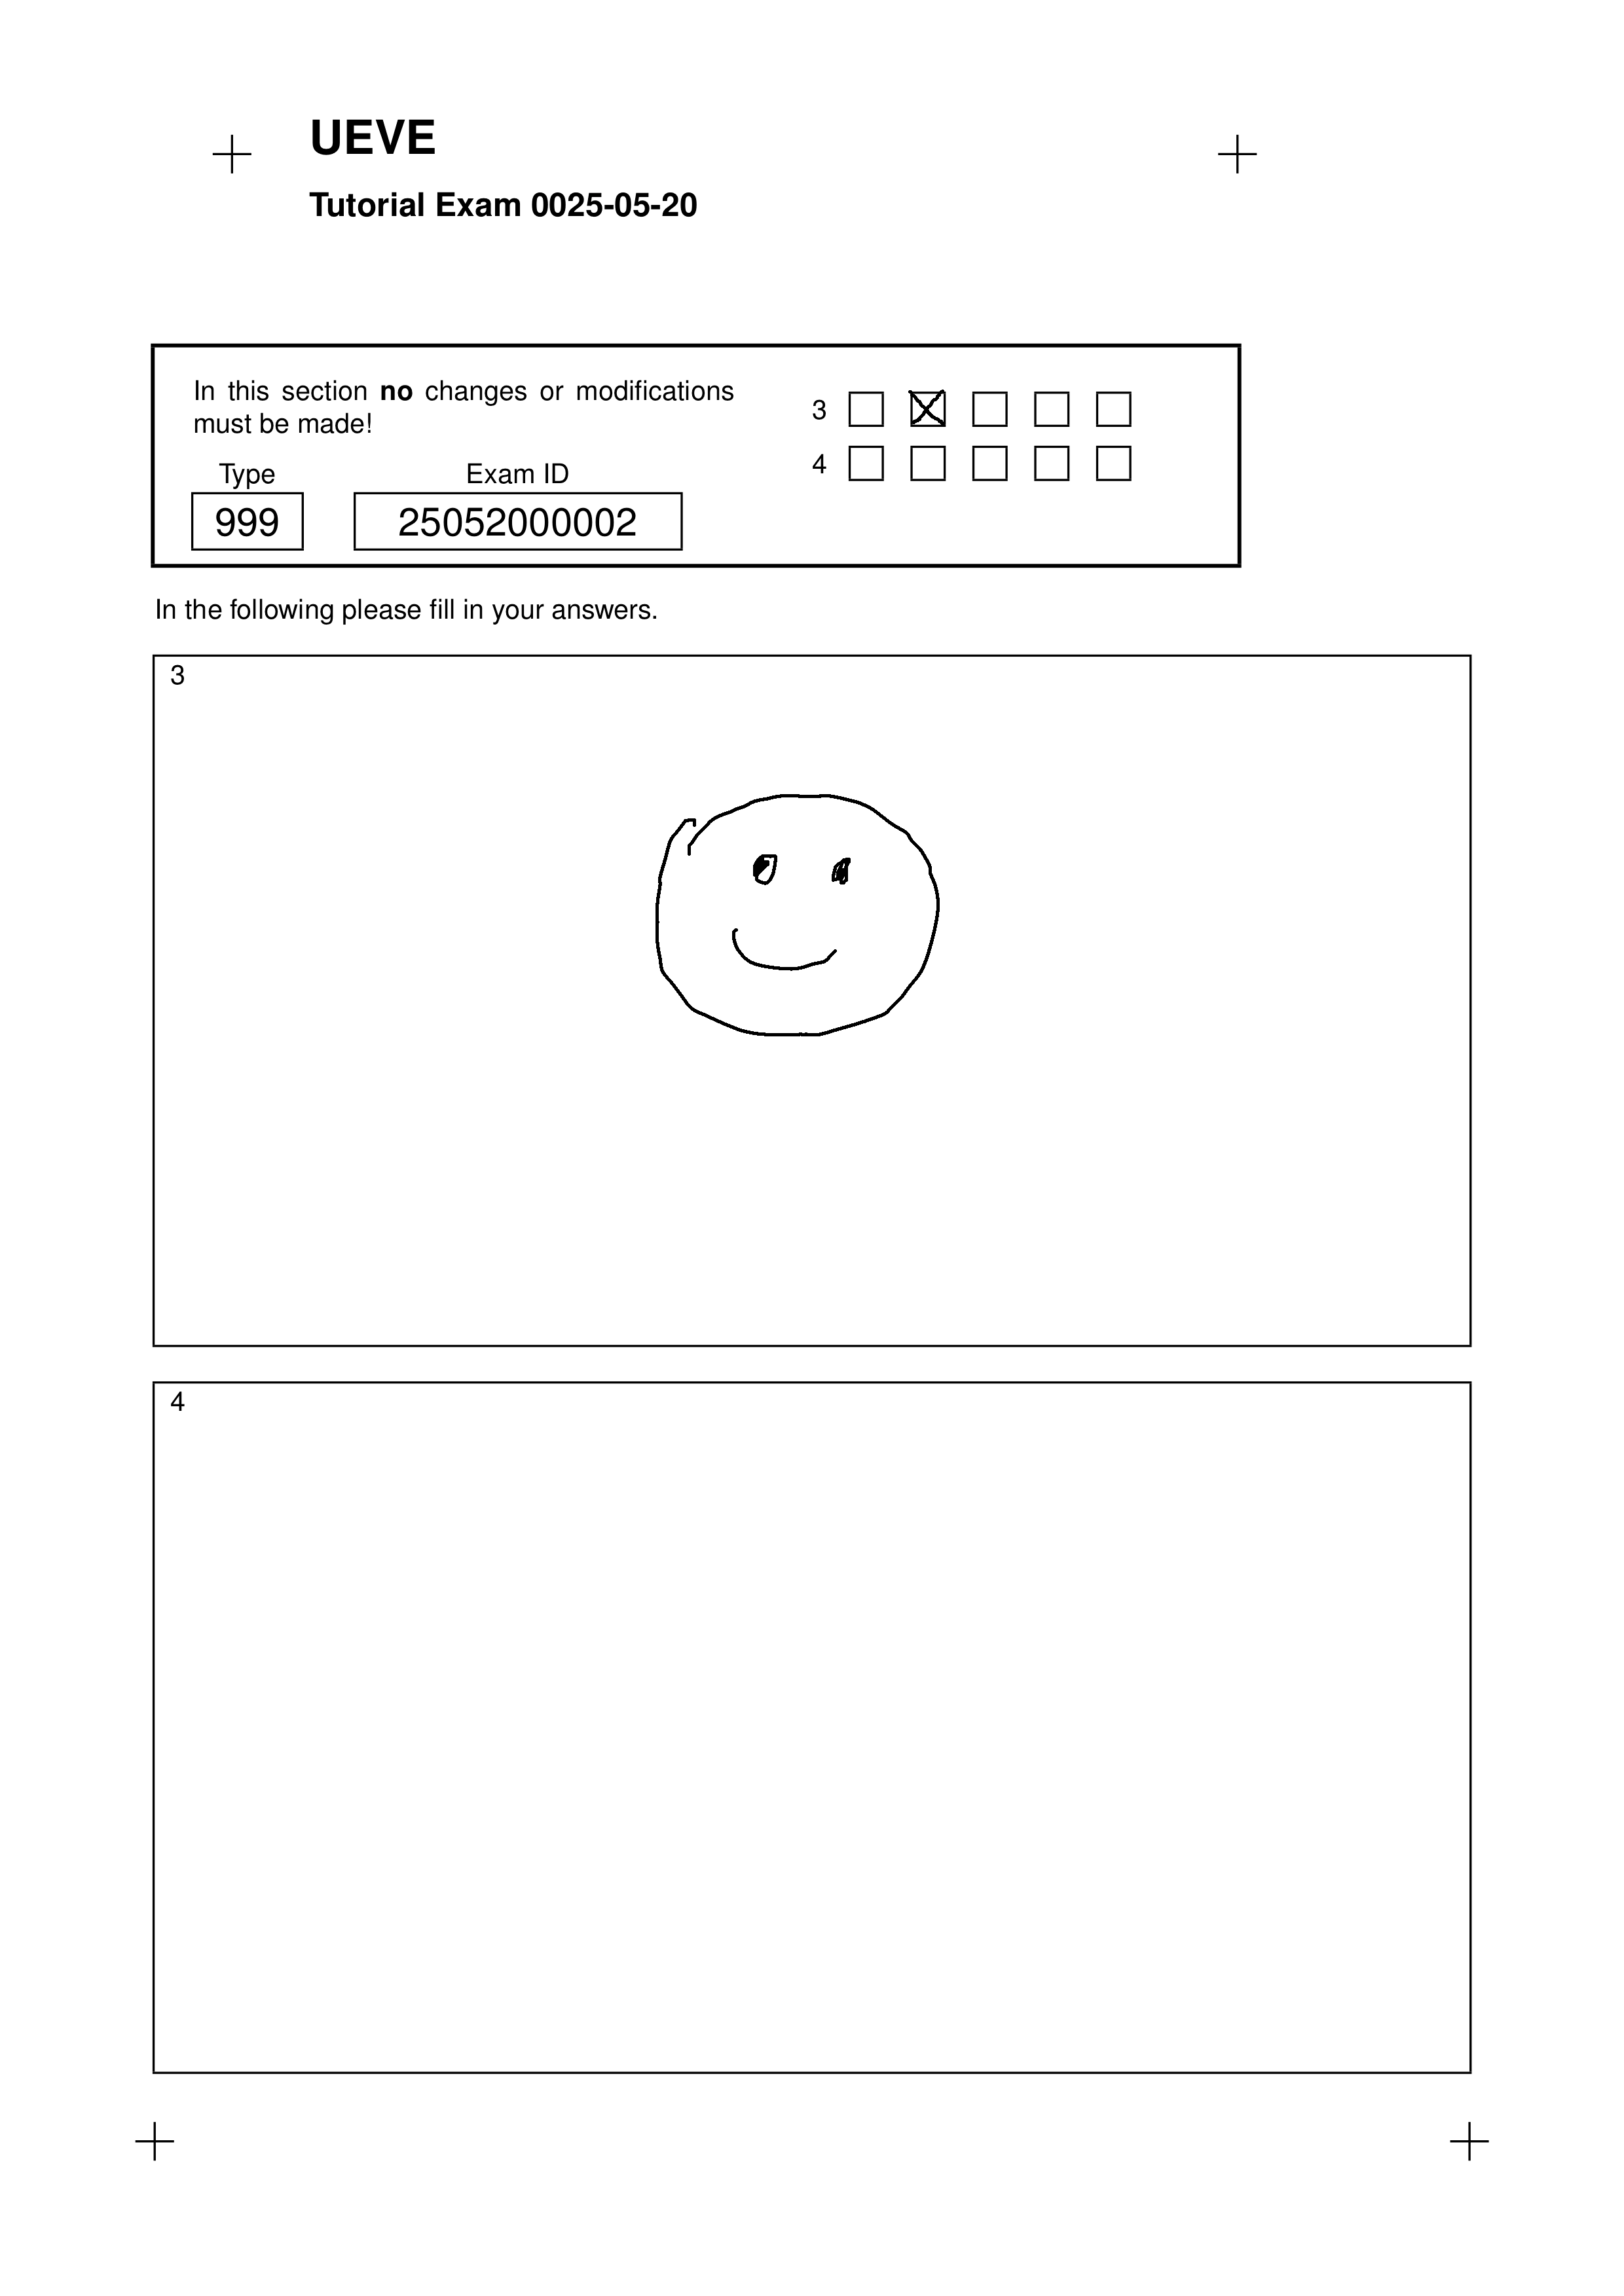 UEVE
Tutorial Exam 0025-05-20
In this section no changes or modifications
must be made!
Type
Exam ID
999
25052000002
3
4
In the following please fill in your answers.
3
4